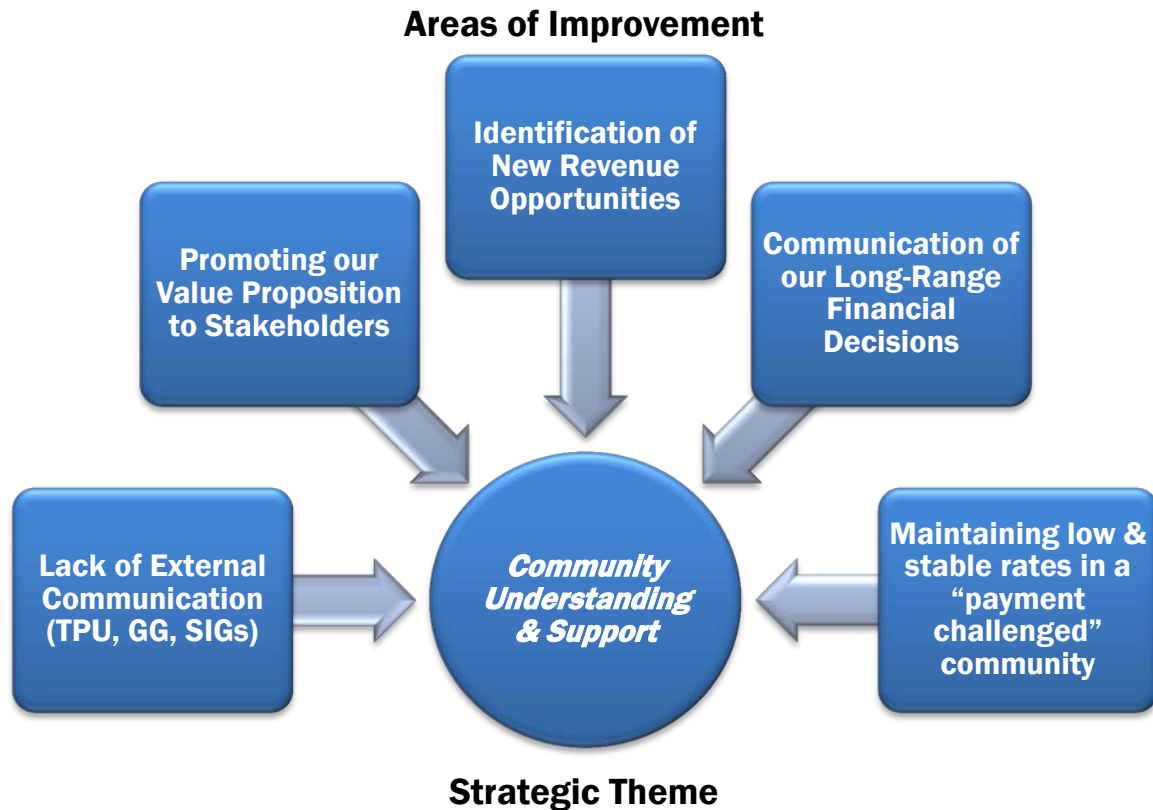 Areas of Improvement
Identification of
New Revenue
Opportunities
Promoting our
Value Proposition
to Stakeholders
Communication of
our Long-Range
Financial
Decisions
Lack of External
Communication
(TPU, GG, SIGs)
Community
Understanding
& Support
Maintaining low &
stable rates in a
“payment
challenged”
community
Strategic Theme